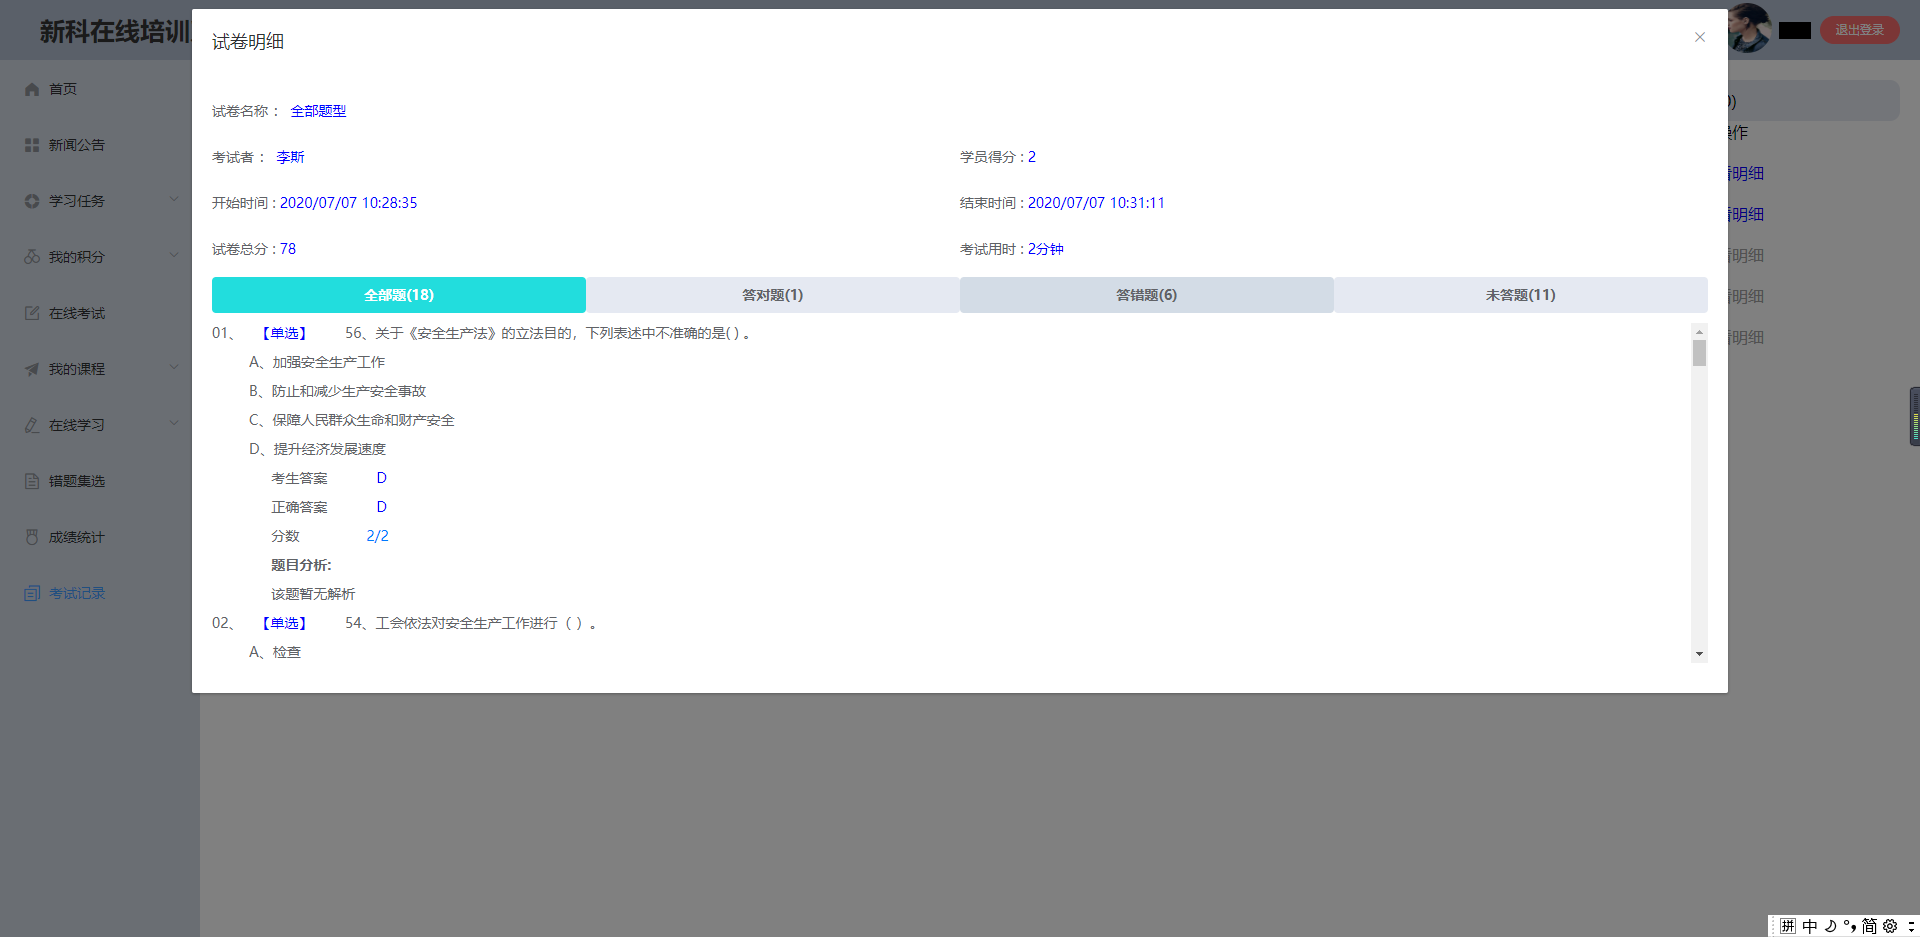 新科在线培训
退出登录
首页
新闻公告
学习任务
我的积分
在线考试
我的课程
在线学习
错题集选
成绩统计
考试记录
试卷明细
试卷名称： 全部题型
考试者： 李斯
学员得分 : 2
开始时间 : 2020/07/07 10:28:35
结束时间 : 2020/07/07 10:31:11
试卷总分 : 78
考试用时 : 2分钟
全部题(18)
答对题(1)
答错题(6)
未答题(11)
01、 【单选】 56、关于《安全生产法》的立法目的，下列表述中不准确的是( ) 。
A、加强安全生产工作
B、防止和减少生产安全事故
C、保障人民群众生命和财产安全
D、提升经济发展速度
考生答案 D
正确答案 D
分数 2/2
题目分析:
该题暂无解析
02、 【单选】 54、工会依法对安全生产工作进行（ ）。
A、检查
)
操作
看明细
看明细
看明细
看明细
看明细
拼 中 简